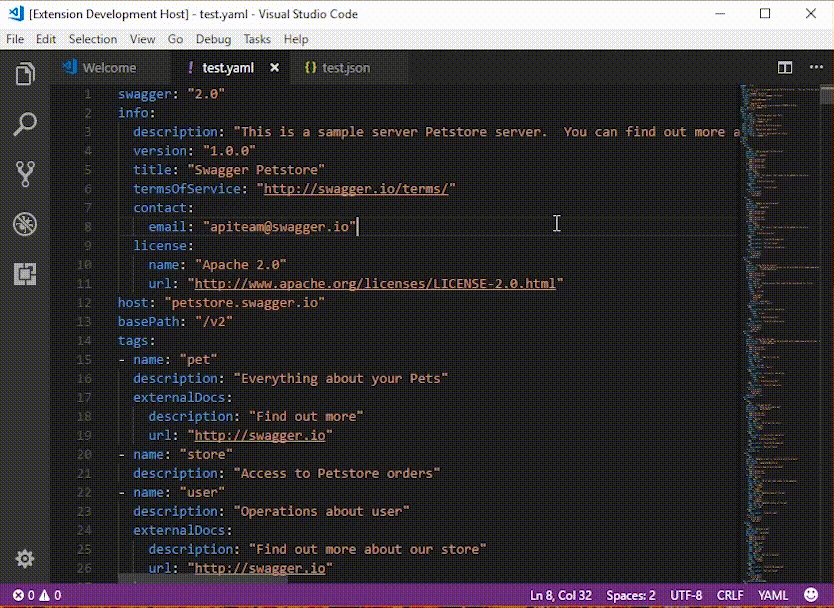 [Extension Development Host] - test.yaml - Visual Studio Code
File Edit Selection View Go Debug Tasks Help
Welcome ! test.yaml × {} test.json ...
1 swagger: "2.0"
2 info:
3 description: "This is a sample server Petstore server.  You can find out more a
4 version: "1.0.0"
5 title: "Swagger Petstore"
6 termsOfService: "http://swagger.io/terms/"
7 contact:
8 email: "apiteam@swagger.io"
9 license:
10 name: "Apache 2.0"
11 url: "http://www.apache.org/licenses/LICENSE-2.0.html"
12 host: "petstore.swagger.io"
13 basePath: "/v2"
14 tags:
15 - name: "pet"
16 description: "Everything about your Pets"
17 externalDocs:
18 description: "Find out more"
19 url: "http://swagger.io"
20 - name: "store"
21 description: "Access to Petstore orders"
22 - name: "user"
23 description: "Operations about user"
24 externalDocs:
25 description: "Find out more about our store"
26 url: "http://swagger.io"
0 0 Ln 8, Col 32 Spaces: 2 UTF-8 CRLF YAML